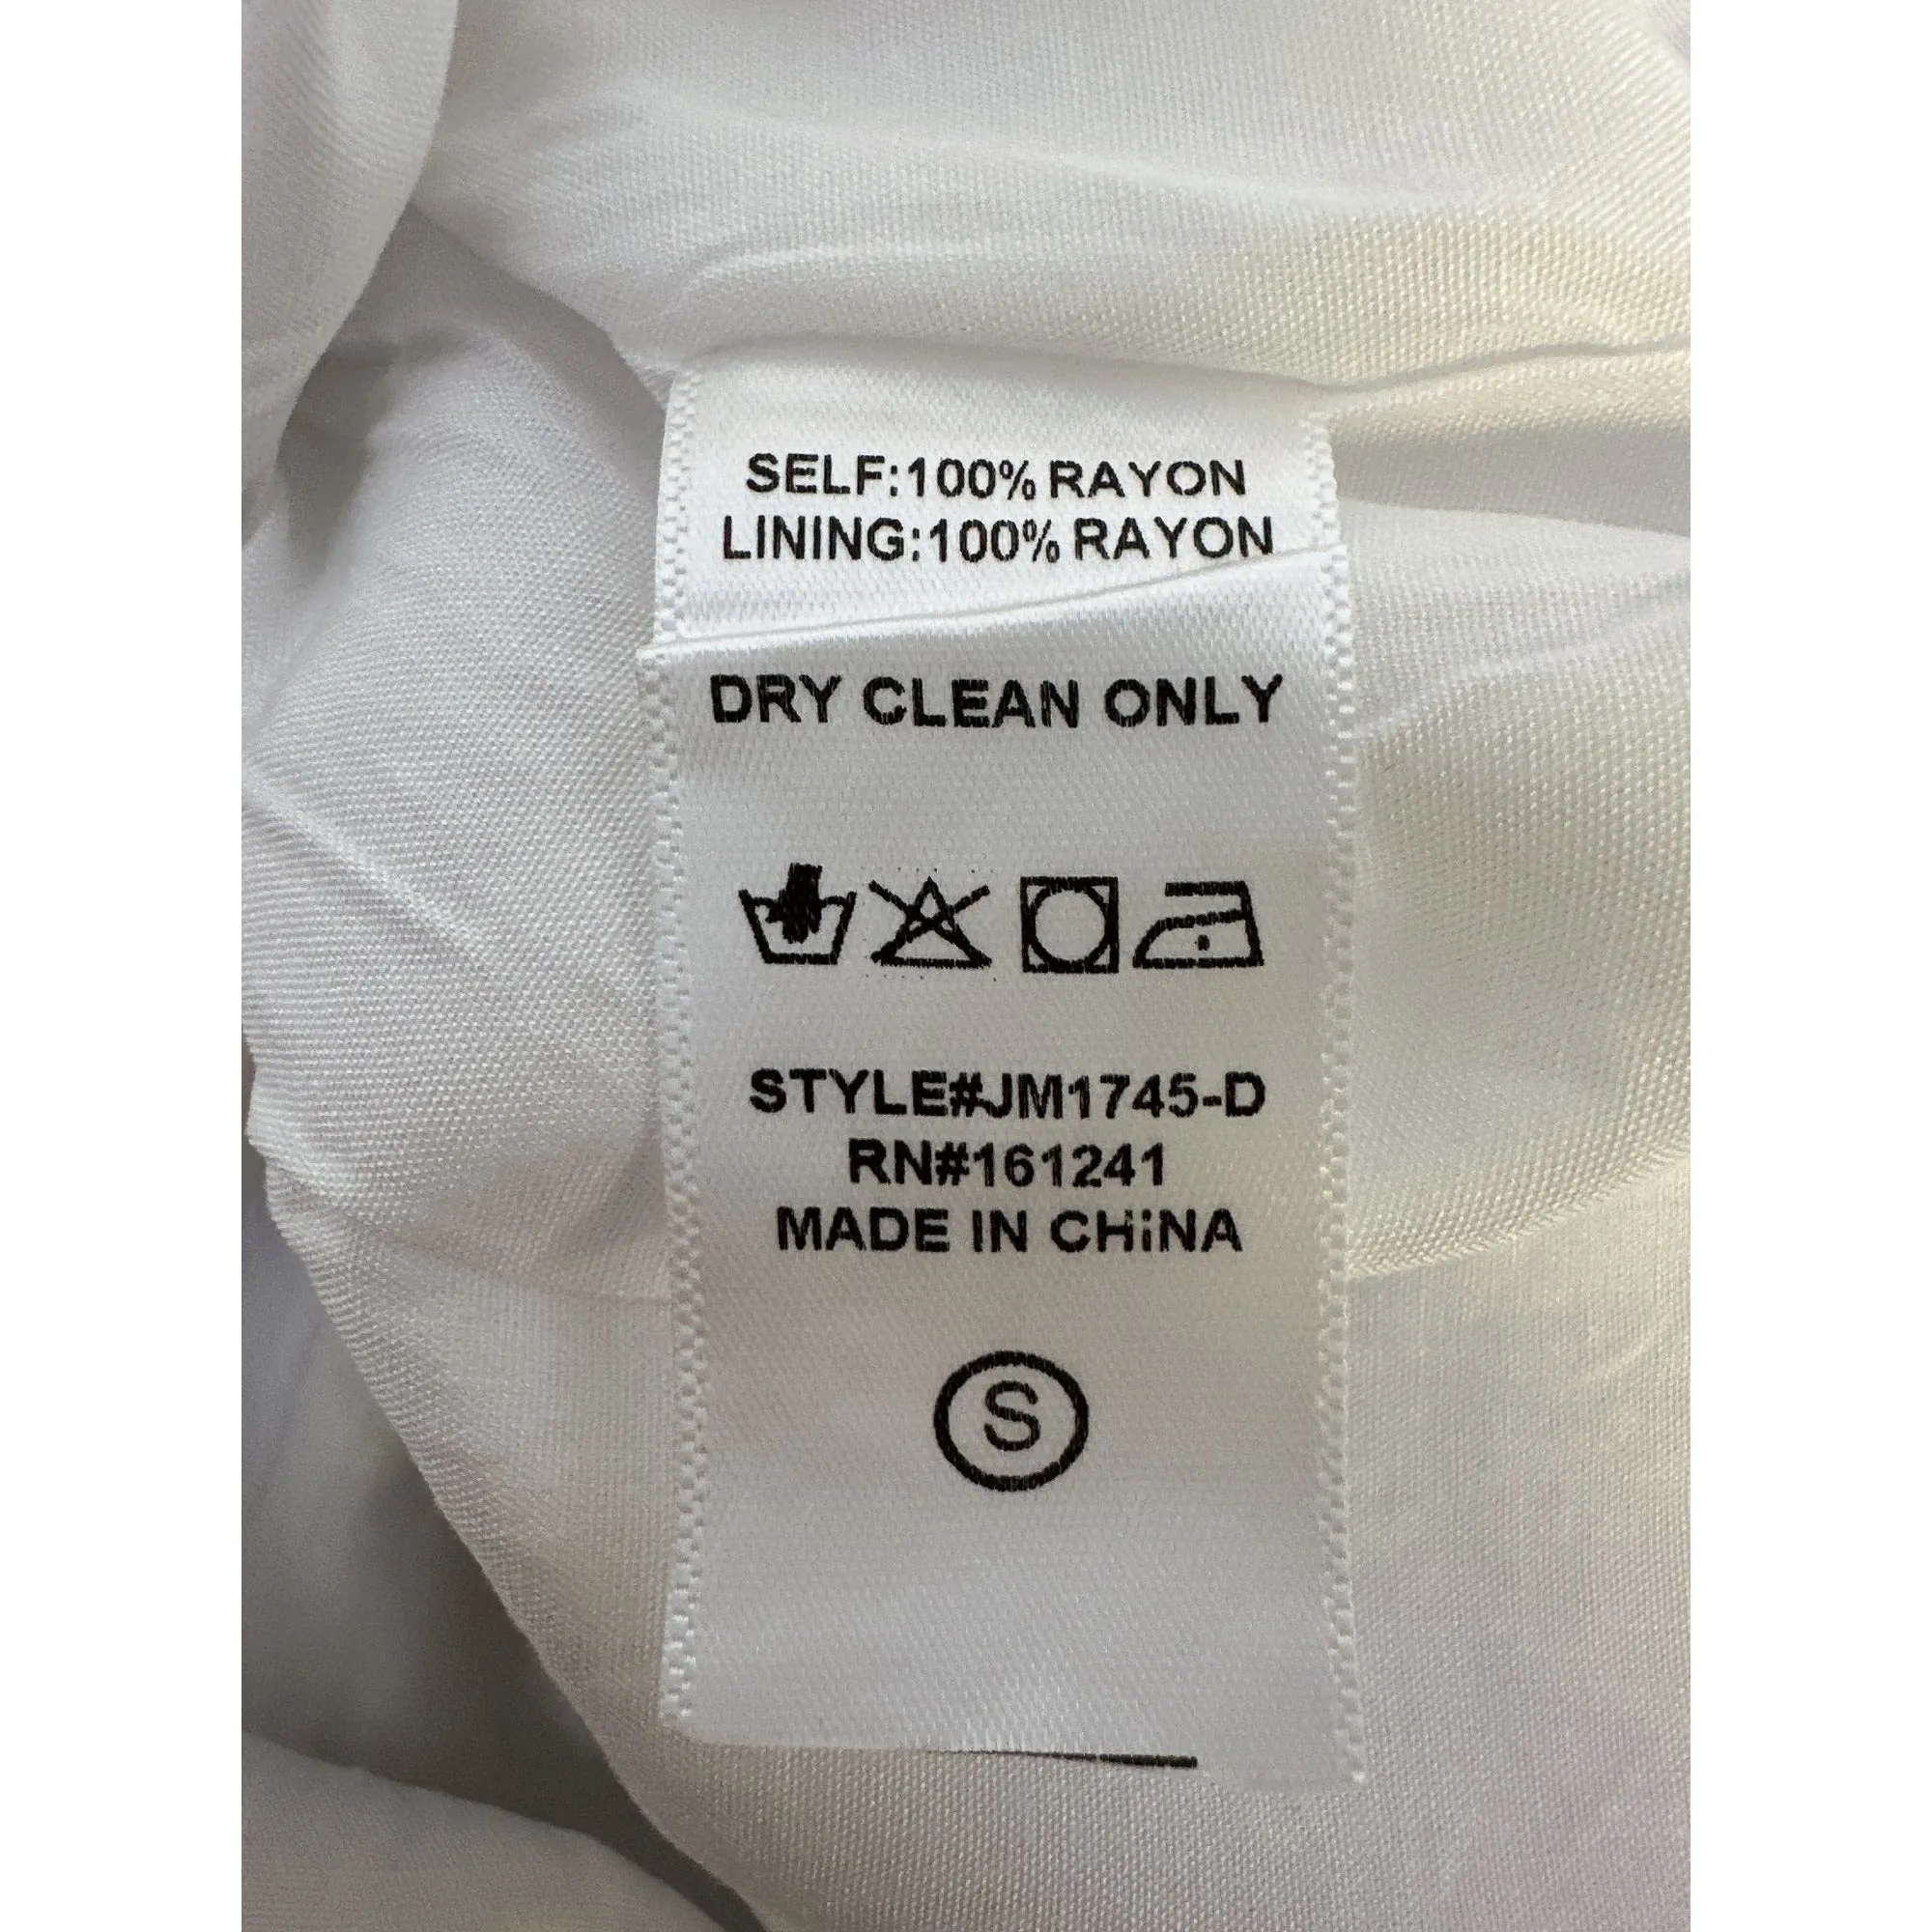 SELF:100% RAYON
LINING:100% RAYON
DRY CLEAN ONLY
STYLE#JM1745-D
RN#161241
MADE IN CHiNA
S